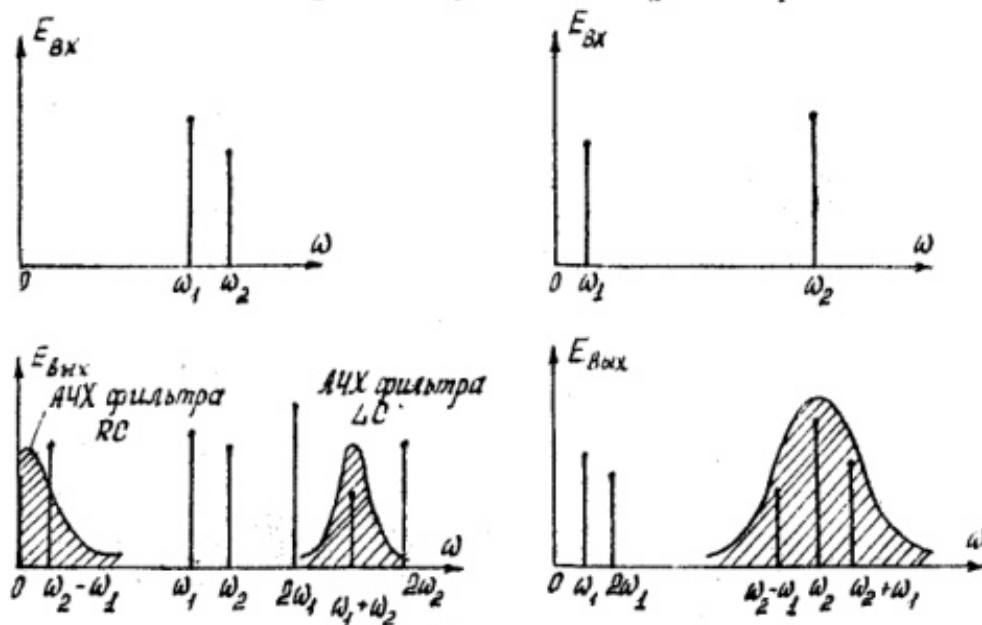 E вх
ω
0 ω₁ ω₂
E вх
ω
0 ω₁ ω₂
E вых
АЧХ фильтра
RC
АЧХ фильтра
LC
ω
0 ω₂-ω₁ ω₁ ω₂ 2ω₁ ω₁+ω₂ 2ω₂
E вых
ω
0 ω₁ 2ω₁ ω₂-ω₁ ω₂ ω₂+ω₁